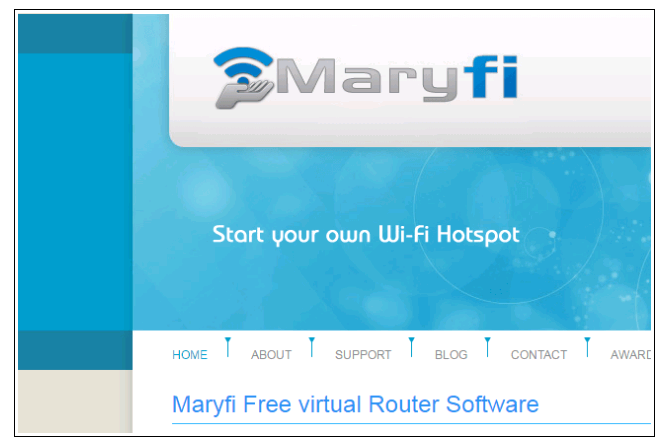 Maryfi
Start your own Wi-Fi Hotspot
HOME ABOUT SUPPORT BLOG CONTACT AWARD
Maryfi Free virtual Router Software